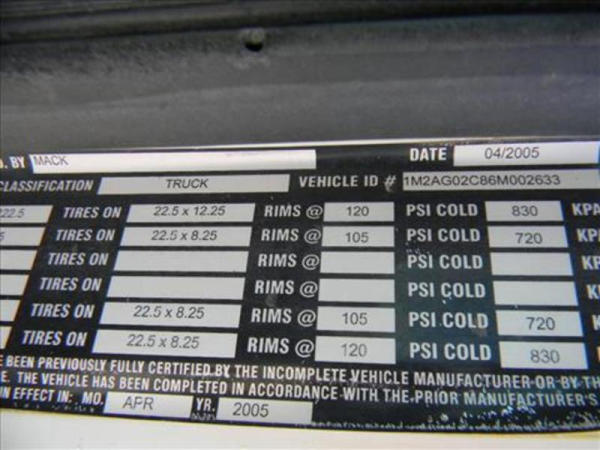 . BY MACK DATE 04/2005
CLASSIFICATION TRUCK VEHICLE ID # 1M2AG02C86M002633
22.5 TIRES ON 22.5 x 12.25 RIMS @ 120 PSI COLD 830 KPA
5 TIRES ON 22.5 x 8.25 RIMS @ 105 PSI COLD 720 KP
TIRES ON RIMS @ PSI COLD KP
TIRES ON RIMS @ PSI COLD K
TIRES ON 22.5 x 8.25 RIMS @ 105 PSI COLD 720 K
TIRES ON 22.5 x 8.25 RIMS @ 120 PSI COLD 830
E BEEN PREVIOUSLY FULLY CERTIFIED BY THE INCOMPLETE VEHICLE MANUFACTURER OR BY TH
E. THE VEHICLE HAS BEEN COMPLETED IN ACCORDANCE WITH THE PRIOR MANUFACTURER'S
IN EFFECT IN: MO. APR YR. 2005